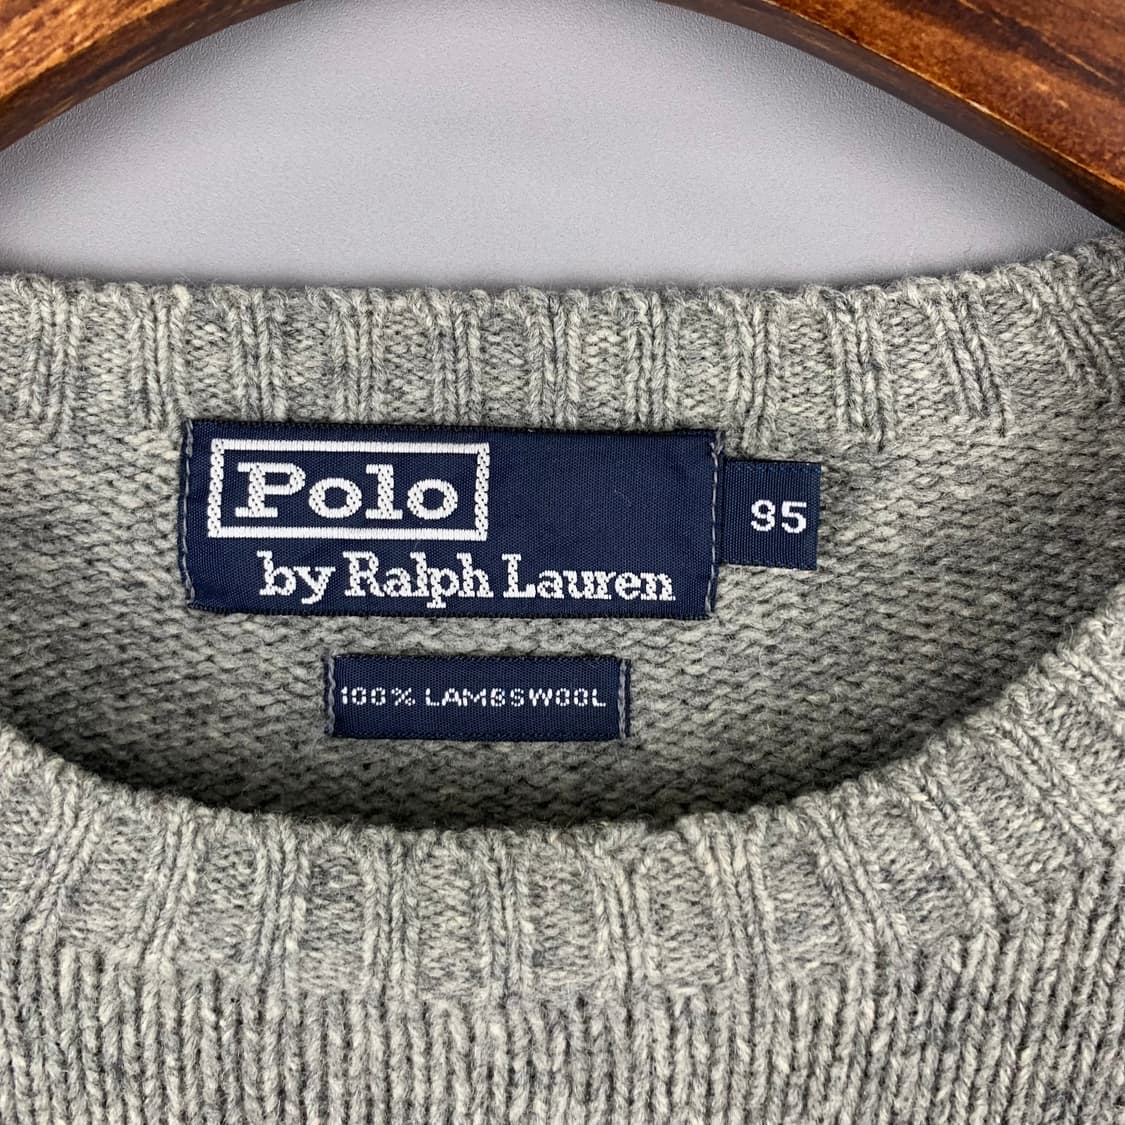 Polo
by Ralph Lauren
95
100% LAMBSWOOL